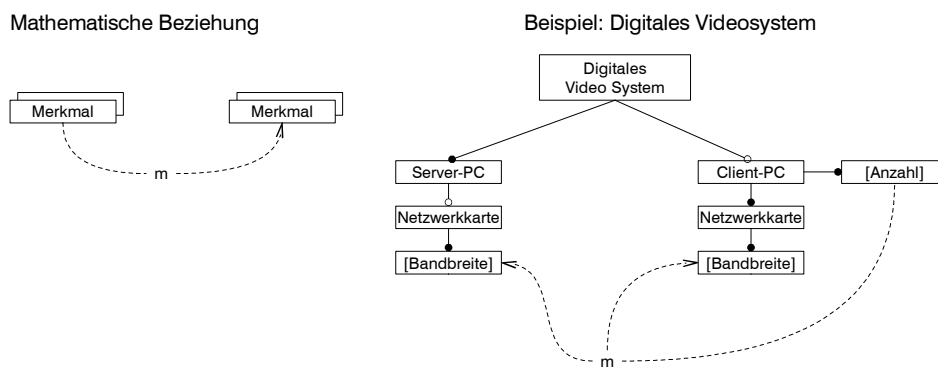 Mathematische Beziehung
Merkmal
Merkmal
m
Beispiel: Digitales Videosystem
Digitales
Video System
Server-PC
Client-PC
[Anzahl]
Netzwerkkarte
Netzwerkkarte
[Bandbreite]
[Bandbreite]
m